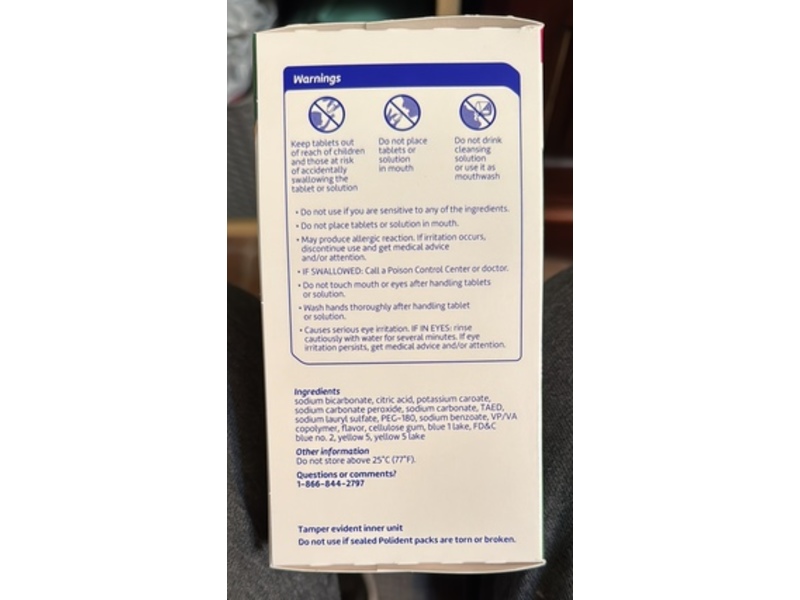 Warnings
Keep tablets out
of reach of children
and those at risk
of accidentally
swallowing the
tablet or solution
Do not place
tablets or
solution
in mouth
Do not drink
cleansing
solution
or use it as
mouthwash
• Do not use if you are sensitive to any of the ingredients.
• Do not place tablets or solution in mouth.
• May produce allergic reaction. If irritation occurs,
discontinue use and get medical advice
and/or attention.
• IF SWALLOWED: Call a Poison Control Center or doctor.
• Do not touch mouth or eyes after handling tablets
or solution.
• Wash hands thoroughly after handling tablet
or solution.
• Causes serious eye irritation. IF IN EYES: rinse
cautiously with water for several minutes. If eye
irritation persists, get medical advice and/or attention.
Ingredients
sodium bicarbonate, citric acid, potassium caroate,
sodium carbonate peroxide, sodium carbonate, TAED,
sodium lauryl sulfate, PEG-180, sodium benzoate, VP/VA
copolymer, flavor, cellulose gum, blue 1 lake, FD&C
blue no. 2, yellow 5, yellow 5 lake
Other information
Do not store above 25°C (77°F).
Questions or comments?
1-866-844-2797
Tamper evident inner unit
Do not use if sealed Polident packs are torn or broken.